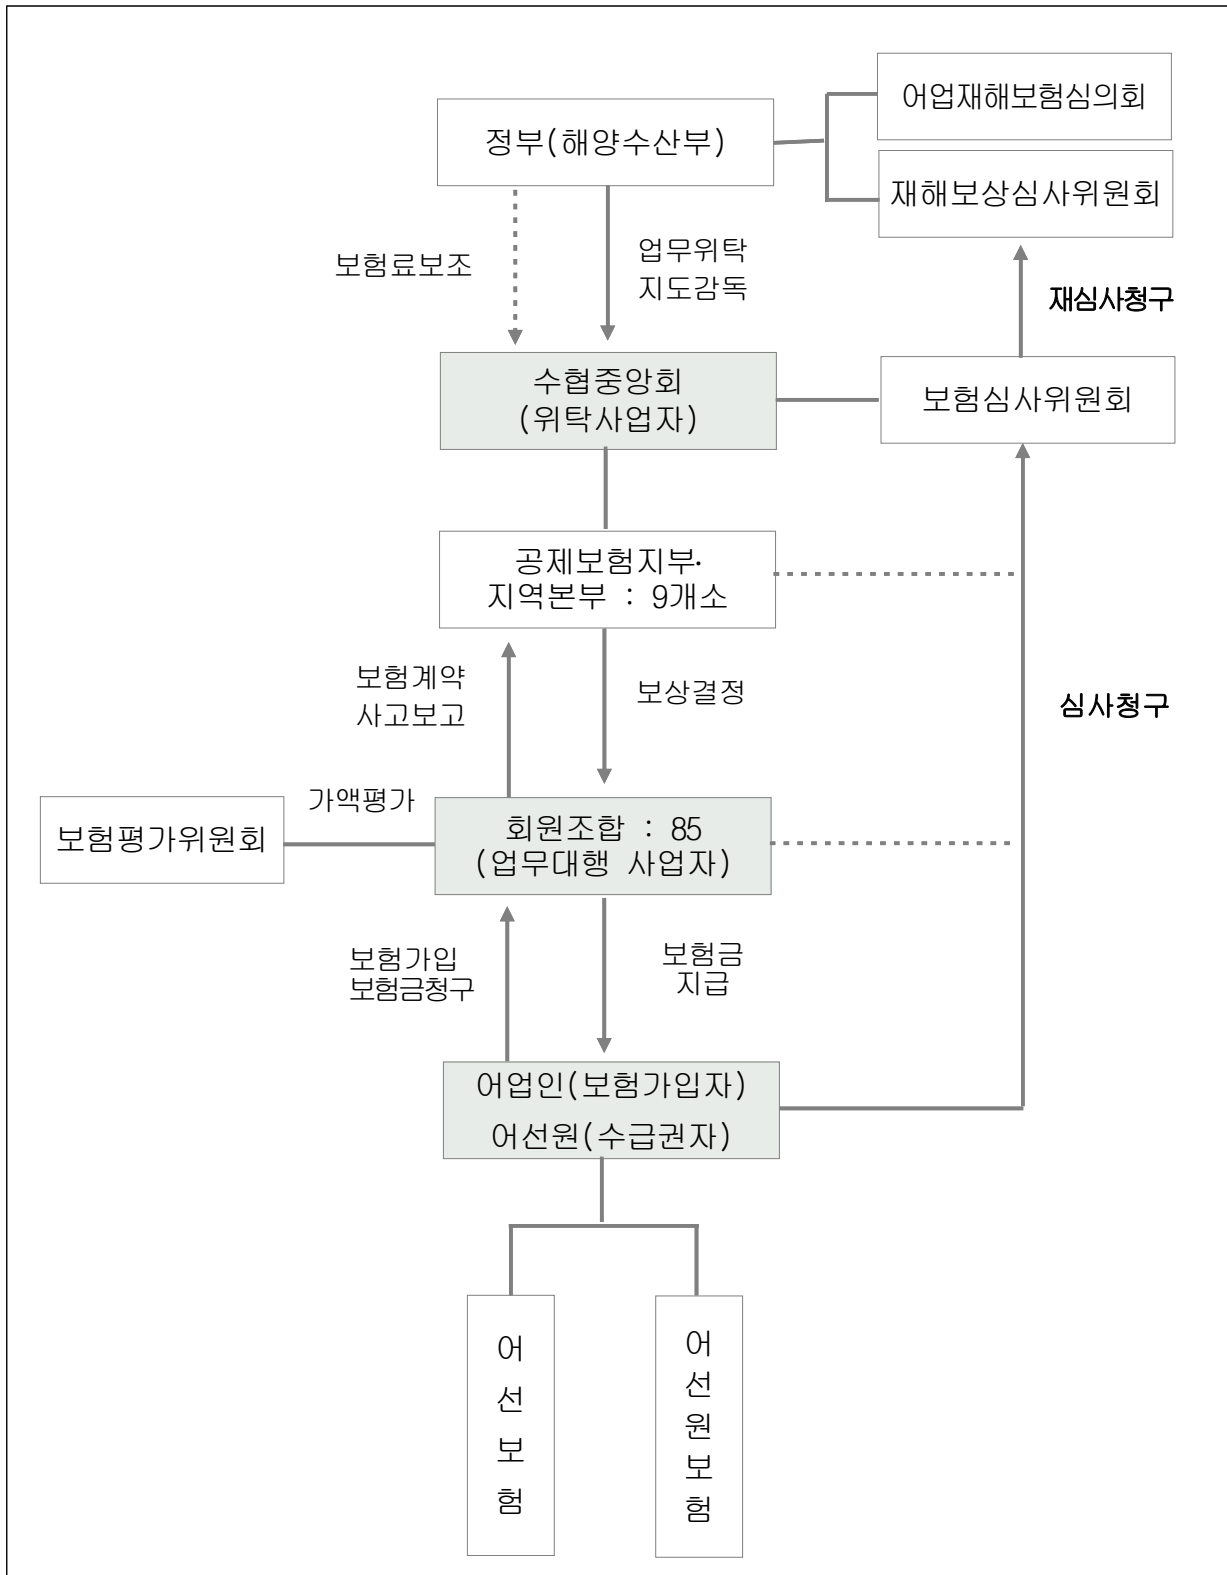 어업재해보험심의회
정부(해양수산부)
재해보상심사위원회
보험료보조
업무위탁
지도감독
재심사청구
수협중앙회
(위탁사업자)
보험심사위원회
공제보험지부·
지역본부 : 9개소
보험계약
사고보고
보상결정
심사청구
가액평가
보험평가위원회
회원조합 : 85
(업무대행 사업자)
보험가입
보험금청구
보험금
지급
어업인(보험가입자)
어선원(수급권자)
어선보험
어선원보험